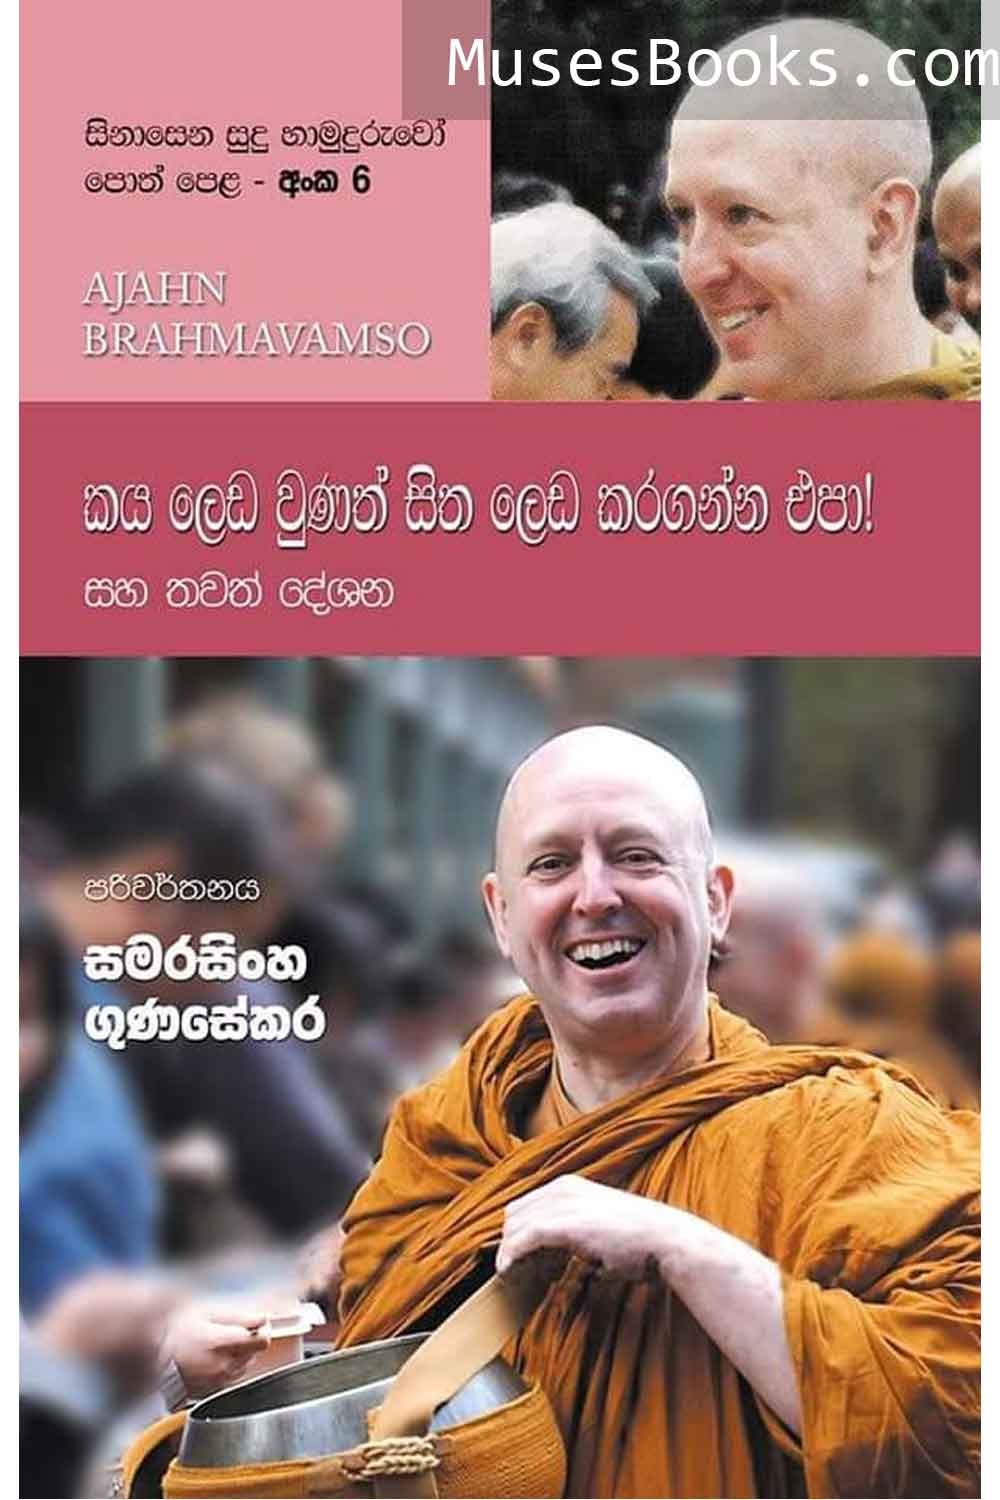 MusesBooks.com
සිනාසෙන සුදු හාමුදුරුවෝ
පොත් පෙළ - අංක 6
AJAHN
BRAHMAVAMSO
කය ලෙඩ වුණත් සිත ලෙඩ කරගන්න එපා!
සහ තවත් දේශන
පරිවර්තනය
සමරසිංහ
ගුණසේකර